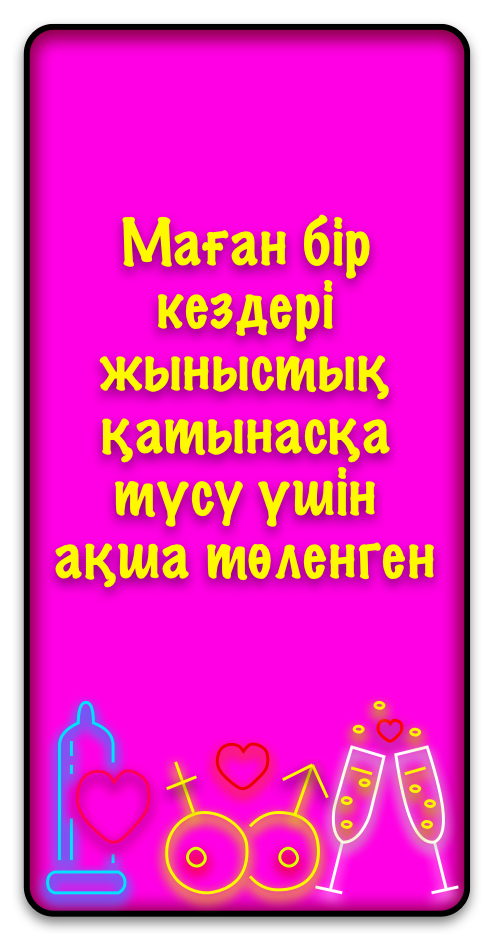 Маған бір
кездері
жыныстық
қатынасқа
түсу үшін
ақша төленген